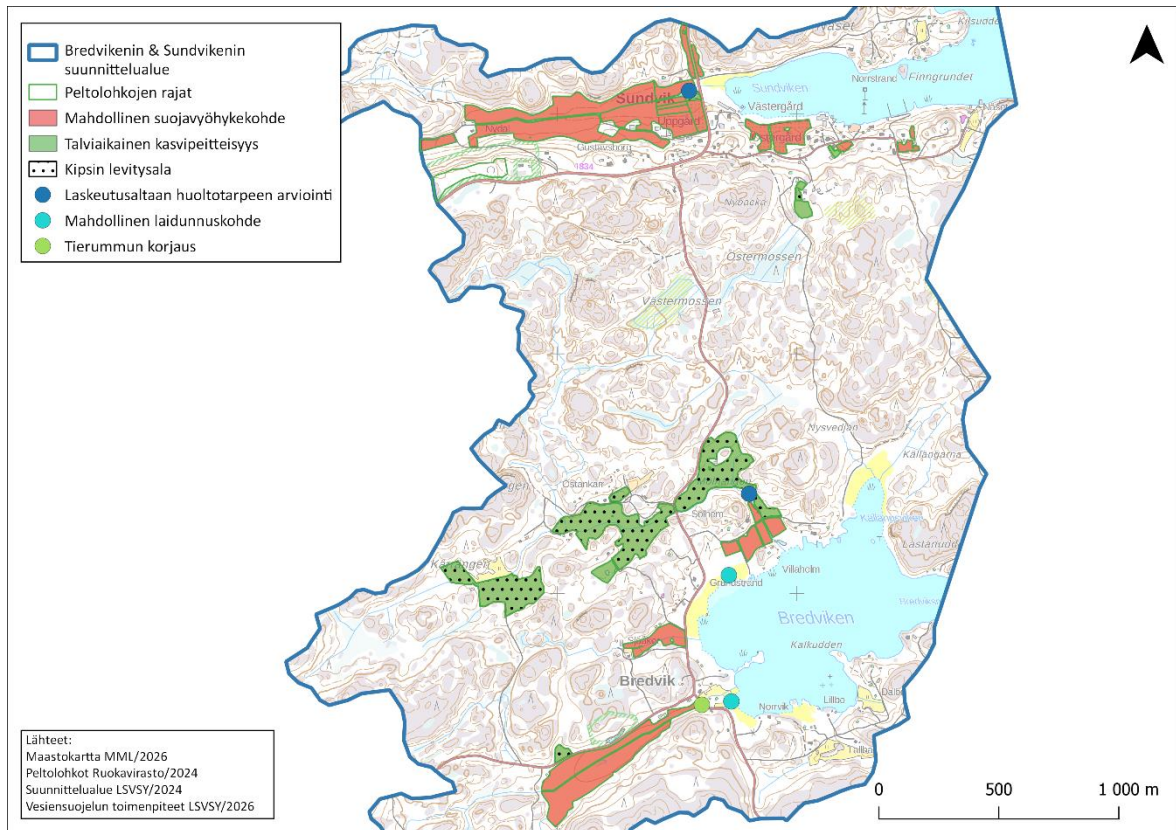 Bredvikenin & Sundvikenin
suunnittelualue
Peltolohkojen rajat
Mahdollinen suojavyöhykekohde
Talviaikainen kasvipeitteisyys
Kipsin levitysala
Laskeutusaltaan huoltotarpeen arviointi
Mahdollinen laidunnuskohde
Tierummun korjaus
Sundviken
Norrstrand
Finngrundet
Sundvik
Västergård
Uppgård
Östergård
Gustavsborg
Nybacka
Östermossen
Västermossen
Nysvedjan
Källängarna
Östankärr
Solhöjd
Villaholm
Grundstrand
Bredviken
Kalkudden
Bredvik
Norrvik
Lillbo
Lähteet:
Maastokartta MML/2026
Peltolohkot Ruokavirasto/2024
Suunnittelualue LSVSY/2024
Vesiensuojelun toimenpiteet LSVSY/2026
0 500 1 000 m